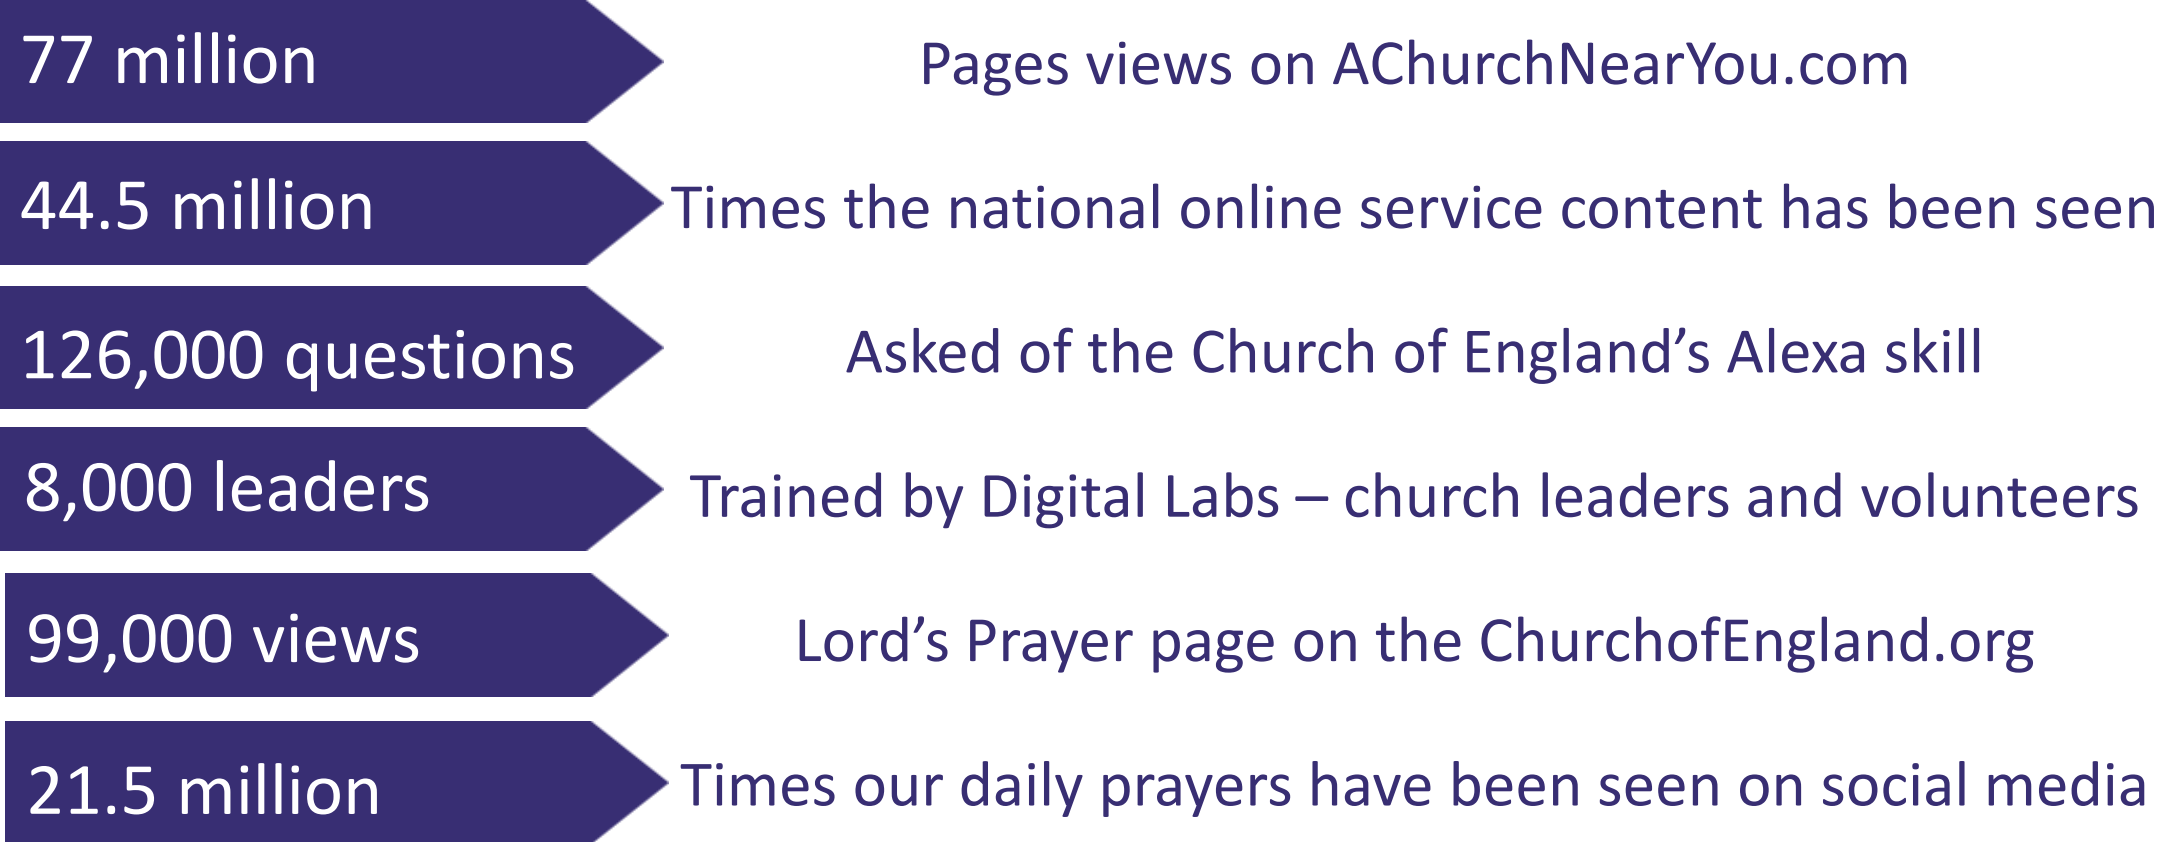 77 million
Pages views on AChurchNearYou.com
44.5 million
Times the national online service content has been seen
126,000 questions
Asked of the Church of England’s Alexa skill
8,000 leaders
Trained by Digital Labs – church leaders and volunteers
99,000 views
Lord’s Prayer page on the ChurchofEngland.org
21.5 million
Times our daily prayers have been seen on social media